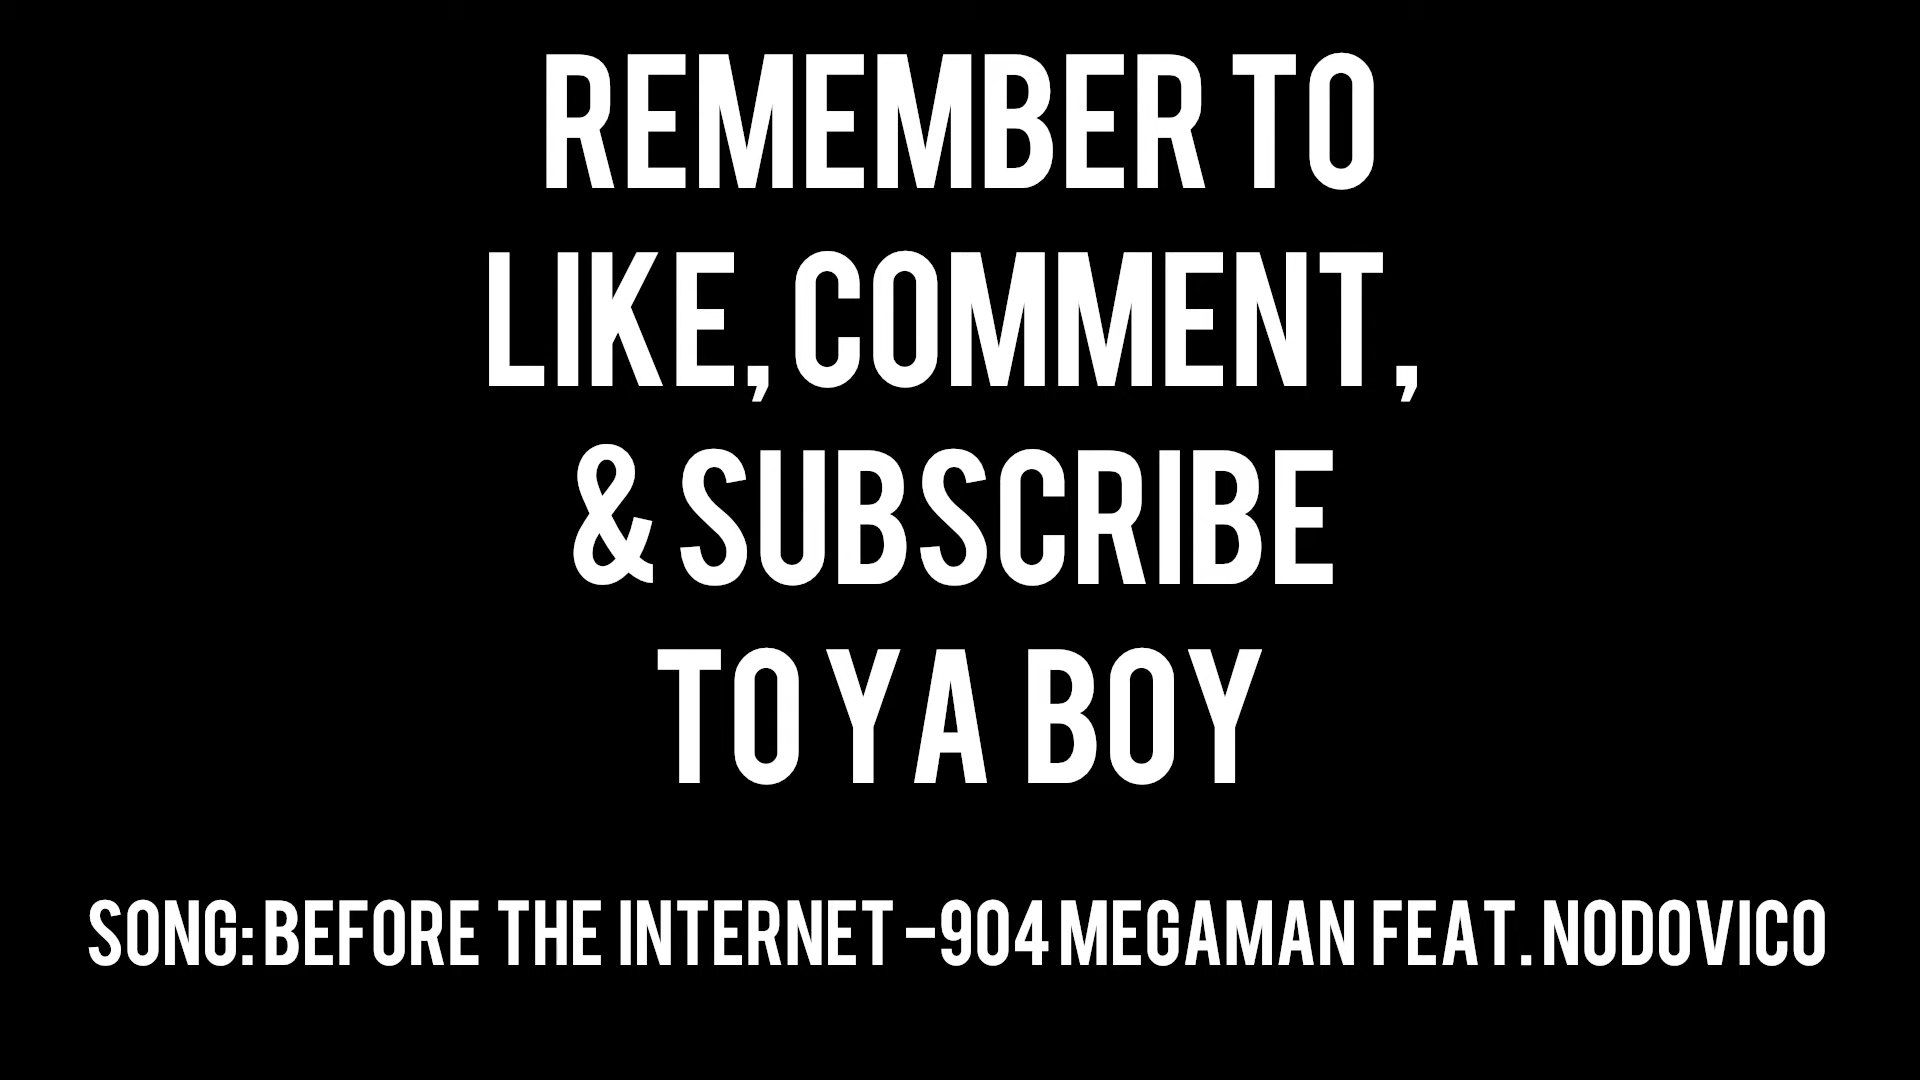 REMEMBER TO
LIKE, COMMENT,
& SUBSCRIBE
TO YA BOY
SONG: BEFORE THE INTERNET -904 MEGAMAN FEAT. NODOVICO